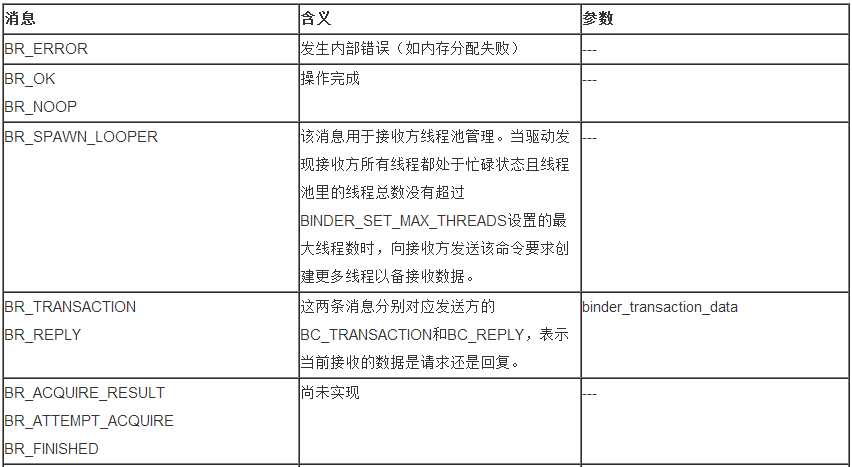 消息 含义 参数
BR_ERROR 发生内部错误（如内存分配失败） ---
BR_OK 操作完成 ---
BR_NOOP
BR_SPAWN_LOOPER 该消息用于接收方线程池管理。当驱动发 ---
现接收方所有线程都处于忙碌状态且线程
池里的线程总数没有超过
BINDER_SET_MAX_THREADS设置的最
大线程数时，向接收方发送该命令要求创
建更多线程以备接收数据。
BR_TRANSACTION 这两条消息分别对应发送方的 binder_transaction_data
BR_REPLY BC_TRANSACTION和BC_REPLY，表示
当前接收的数据是请求还是回复。
BR_ACQUIRE_RESULT 尚未实现 ---
BR_ATTEMPT_ACQUIRE
BR_FINISHED